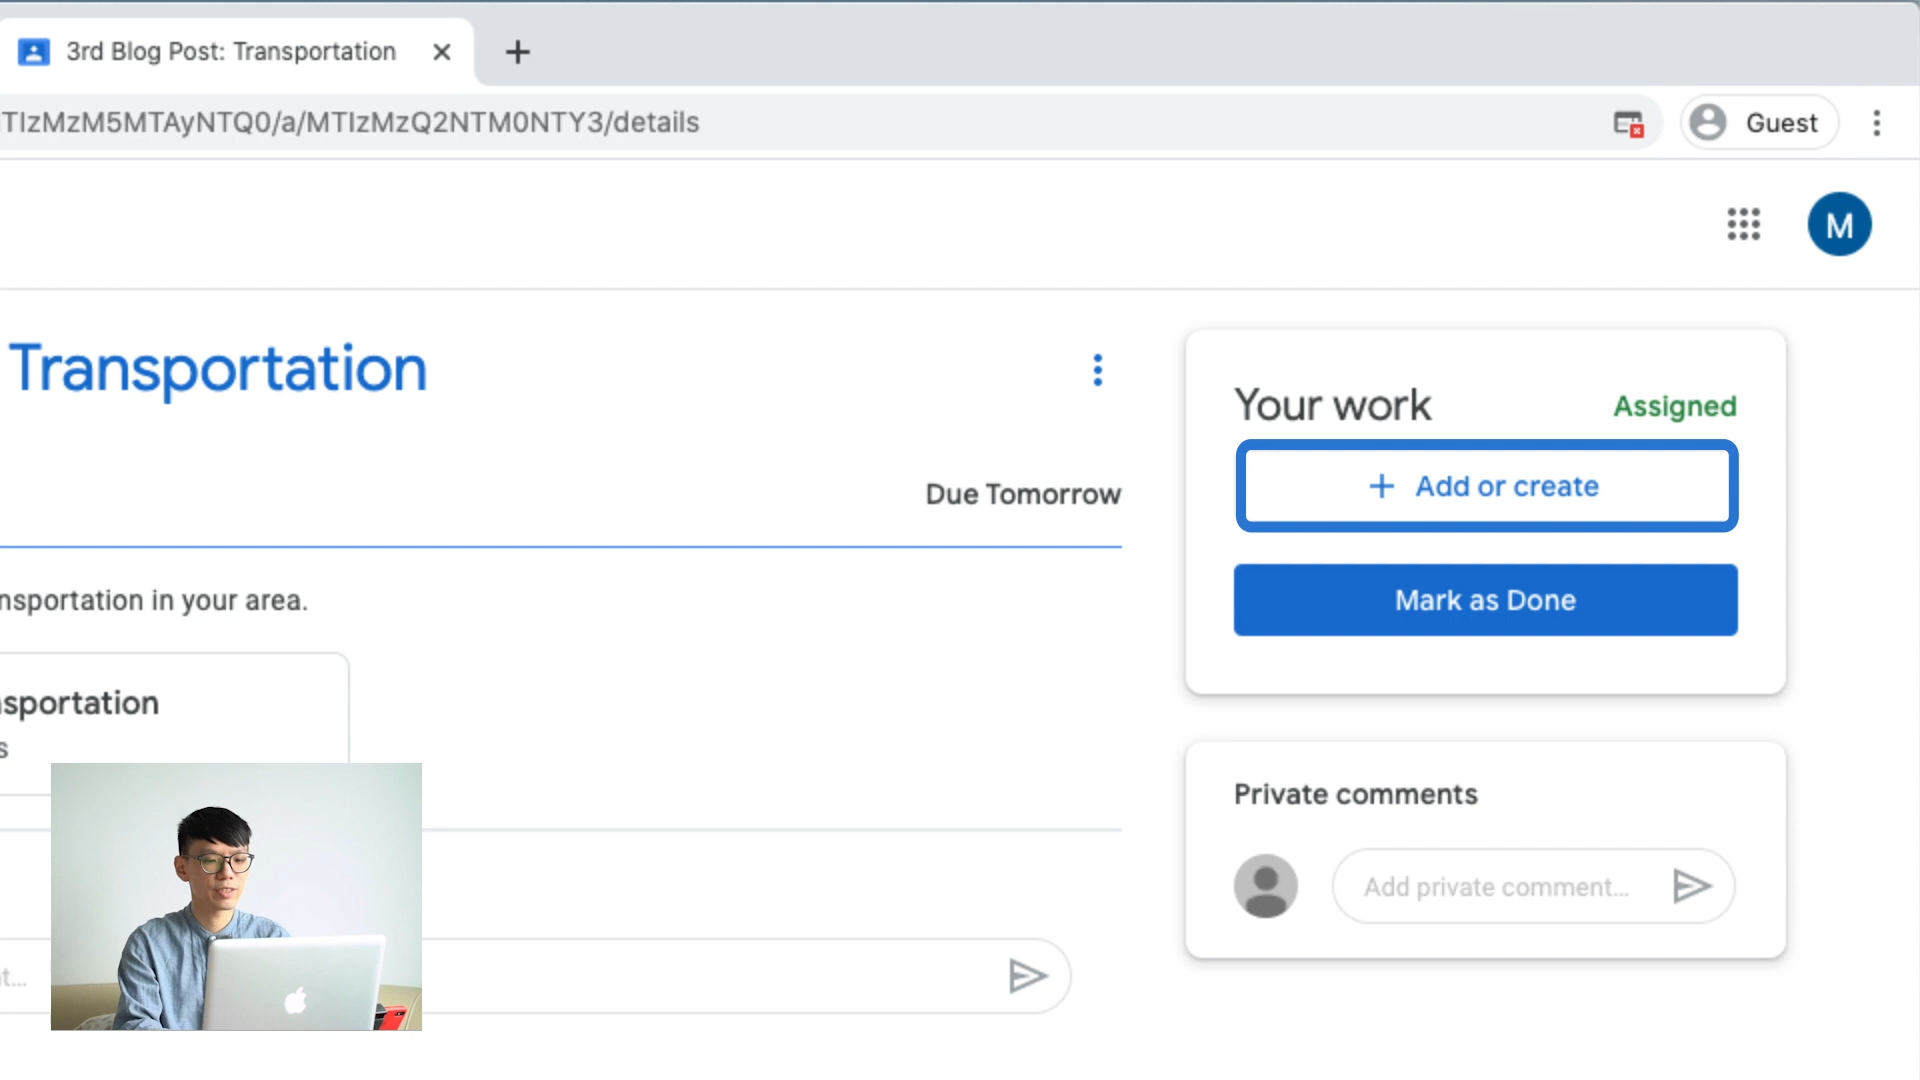 3rd Blog Post: Transportation
TIzMzM5MTAyNTQ0/a/MTIzMzQ2NTM0NTY3/details
Guest
M
Transportation
Your work
Assigned
+ Add or create
Due Tomorrow
Mark as Done
nsportation in your area.
sportation
s
Private comments
Add private comment...
t...